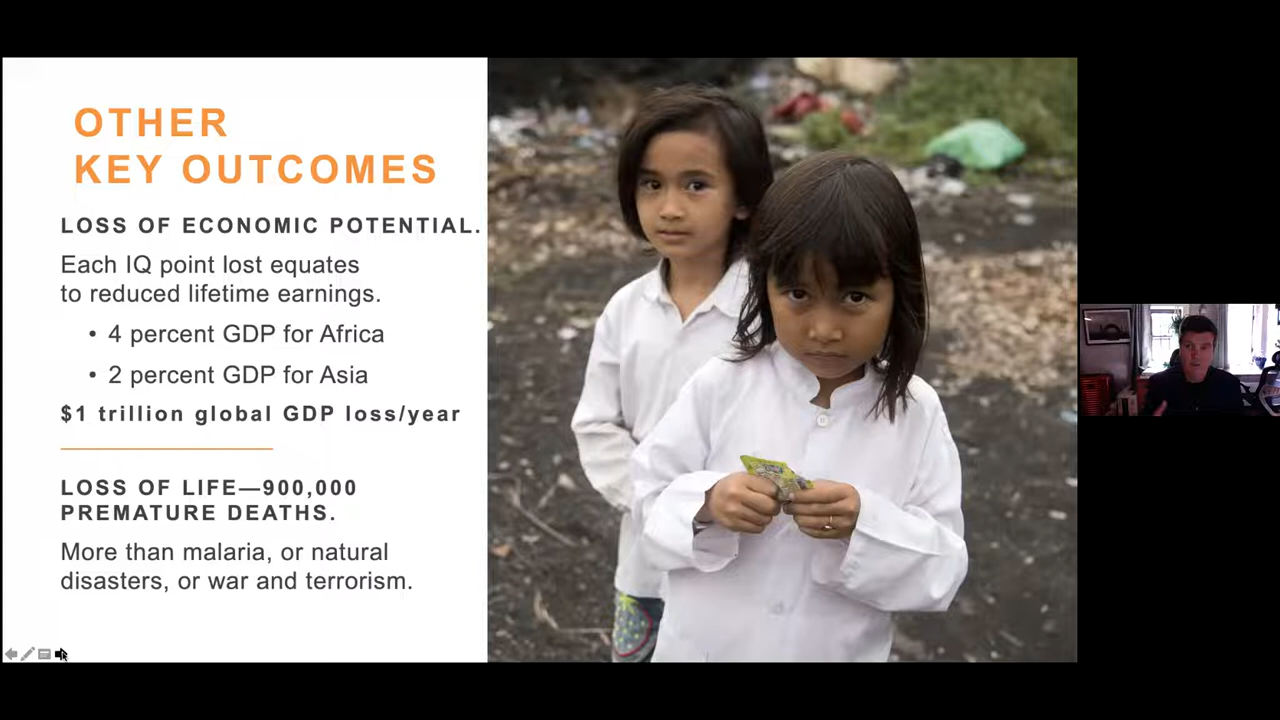 OTHER
KEY OUTCOMES
LOSS OF ECONOMIC POTENTIAL.
Each IQ point lost equates
to reduced lifetime earnings.
• 4 percent GDP for Africa
• 2 percent GDP for Asia
$1 trillion global GDP loss/year
LOSS OF LIFE—900,000
PREMATURE DEATHS.
More than malaria, or natural
disasters, or war and terrorism.